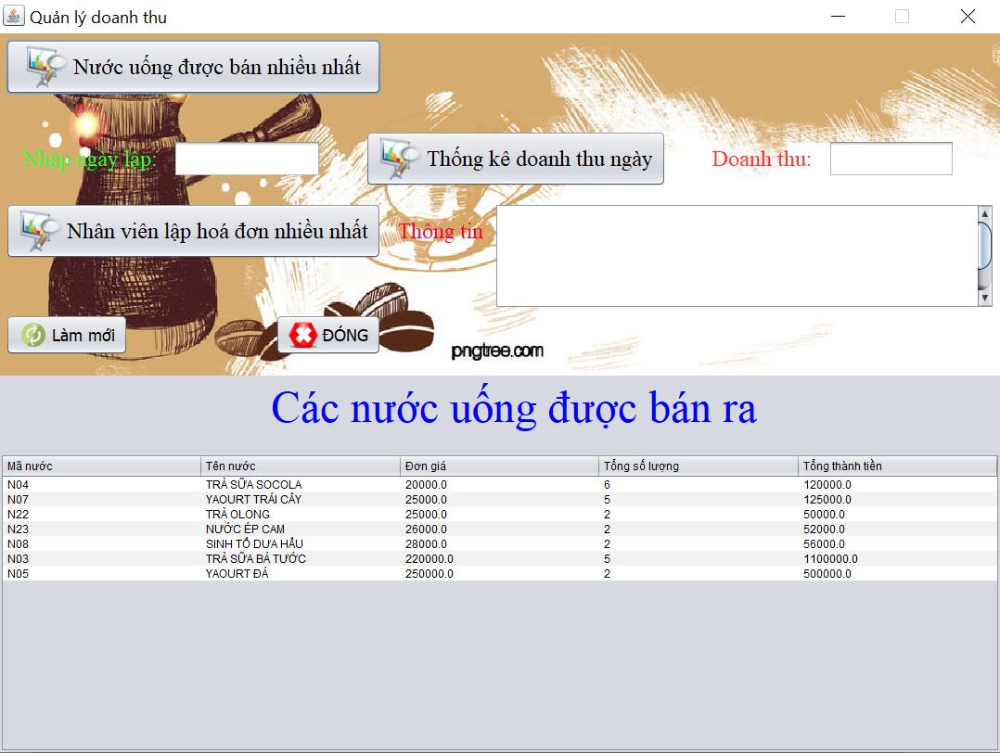 Quản lý doanh thu
Nước uống được bán nhiều nhất
Nhập ngày lập:
Thống kê doanh thu ngày
Doanh thu:
Nhân viên lập hoá đơn nhiều nhất
Thông tin
Làm mới
ĐÓNG
pngtree.com
Các nước uống được bán ra
Mã nước Tên nước Đơn giá Tổng số lượng Tổng thành tiền
N04 TRÀ SỮA SOCOLA 20000.0 6 120000.0
N07 YAOURT TRÁI CÂY 25000.0 5 125000.0
N22 TRÀ OLONG 25000.0 2 50000.0
N23 NƯỚC ÉP CAM 26000.0 2 52000.0
N08 SINH TỐ DƯA HẤU 28000.0 2 56000.0
N03 TRÀ SỮA BÁ TƯỚC 220000.0 5 1100000.0
N05 YAOURT ĐÁ 250000.0 2 500000.0